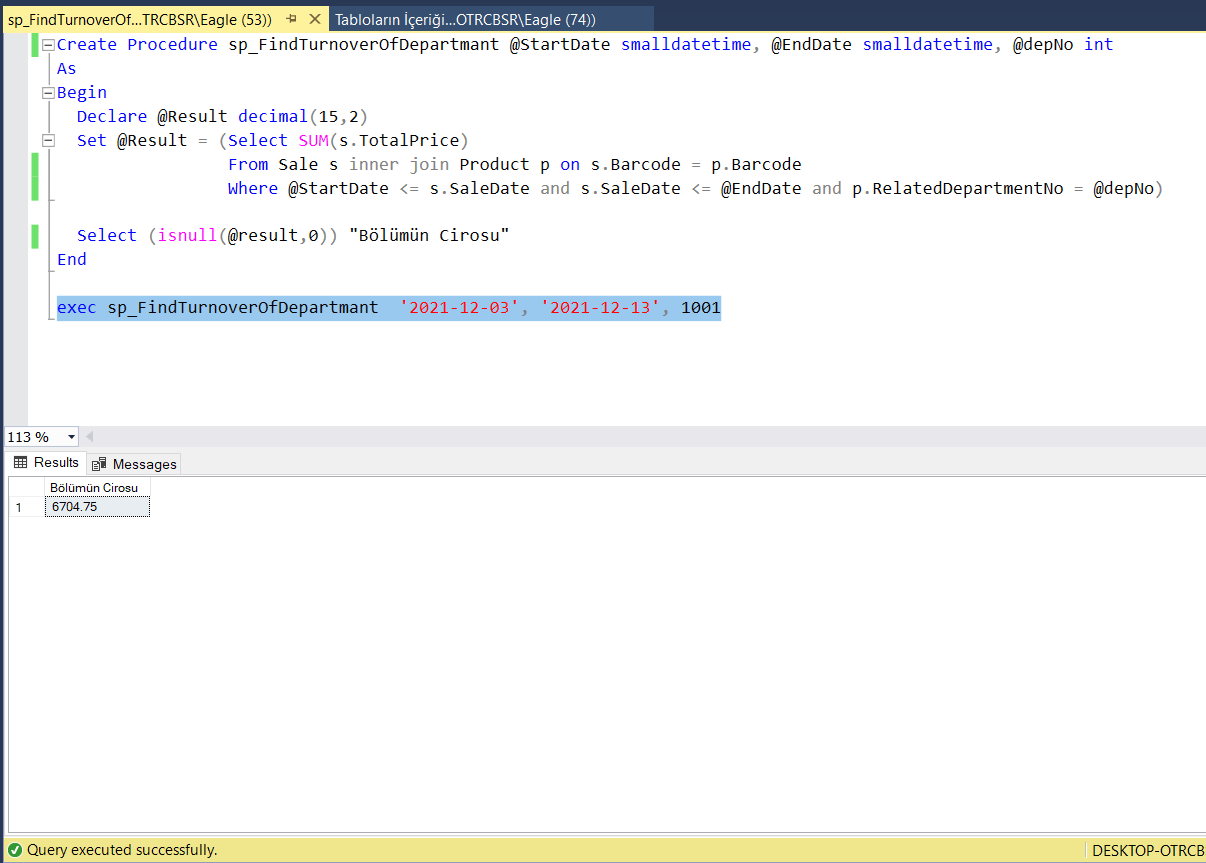 sp_FindTurnoverOf...TRCBSR\Eagle (53)) Tabloların İçeriği...OTRCBSR\Eagle (74))
Create Procedure sp_FindTurnoverOfDepartmant @StartDate smalldatetime, @EndDate smalldatetime, @depNo int
As
Begin
Declare @Result decimal(15,2)
Set @Result = (Select SUM(s.TotalPrice)
From Sale s inner join Product p on s.Barcode = p.Barcode
Where @StartDate <= s.SaleDate and s.SaleDate <= @EndDate and p.RelatedDepartmentNo = @depNo)
Select (isnull(@result,0)) "Bölümün Cirosu"
End
exec sp_FindTurnoverOfDepartmant '2021-12-03', '2021-12-13', 1001
113 %
Results Messages
Bölümün Cirosu
1 6704.75
Query executed successfully. DESKTOP-OTRCB